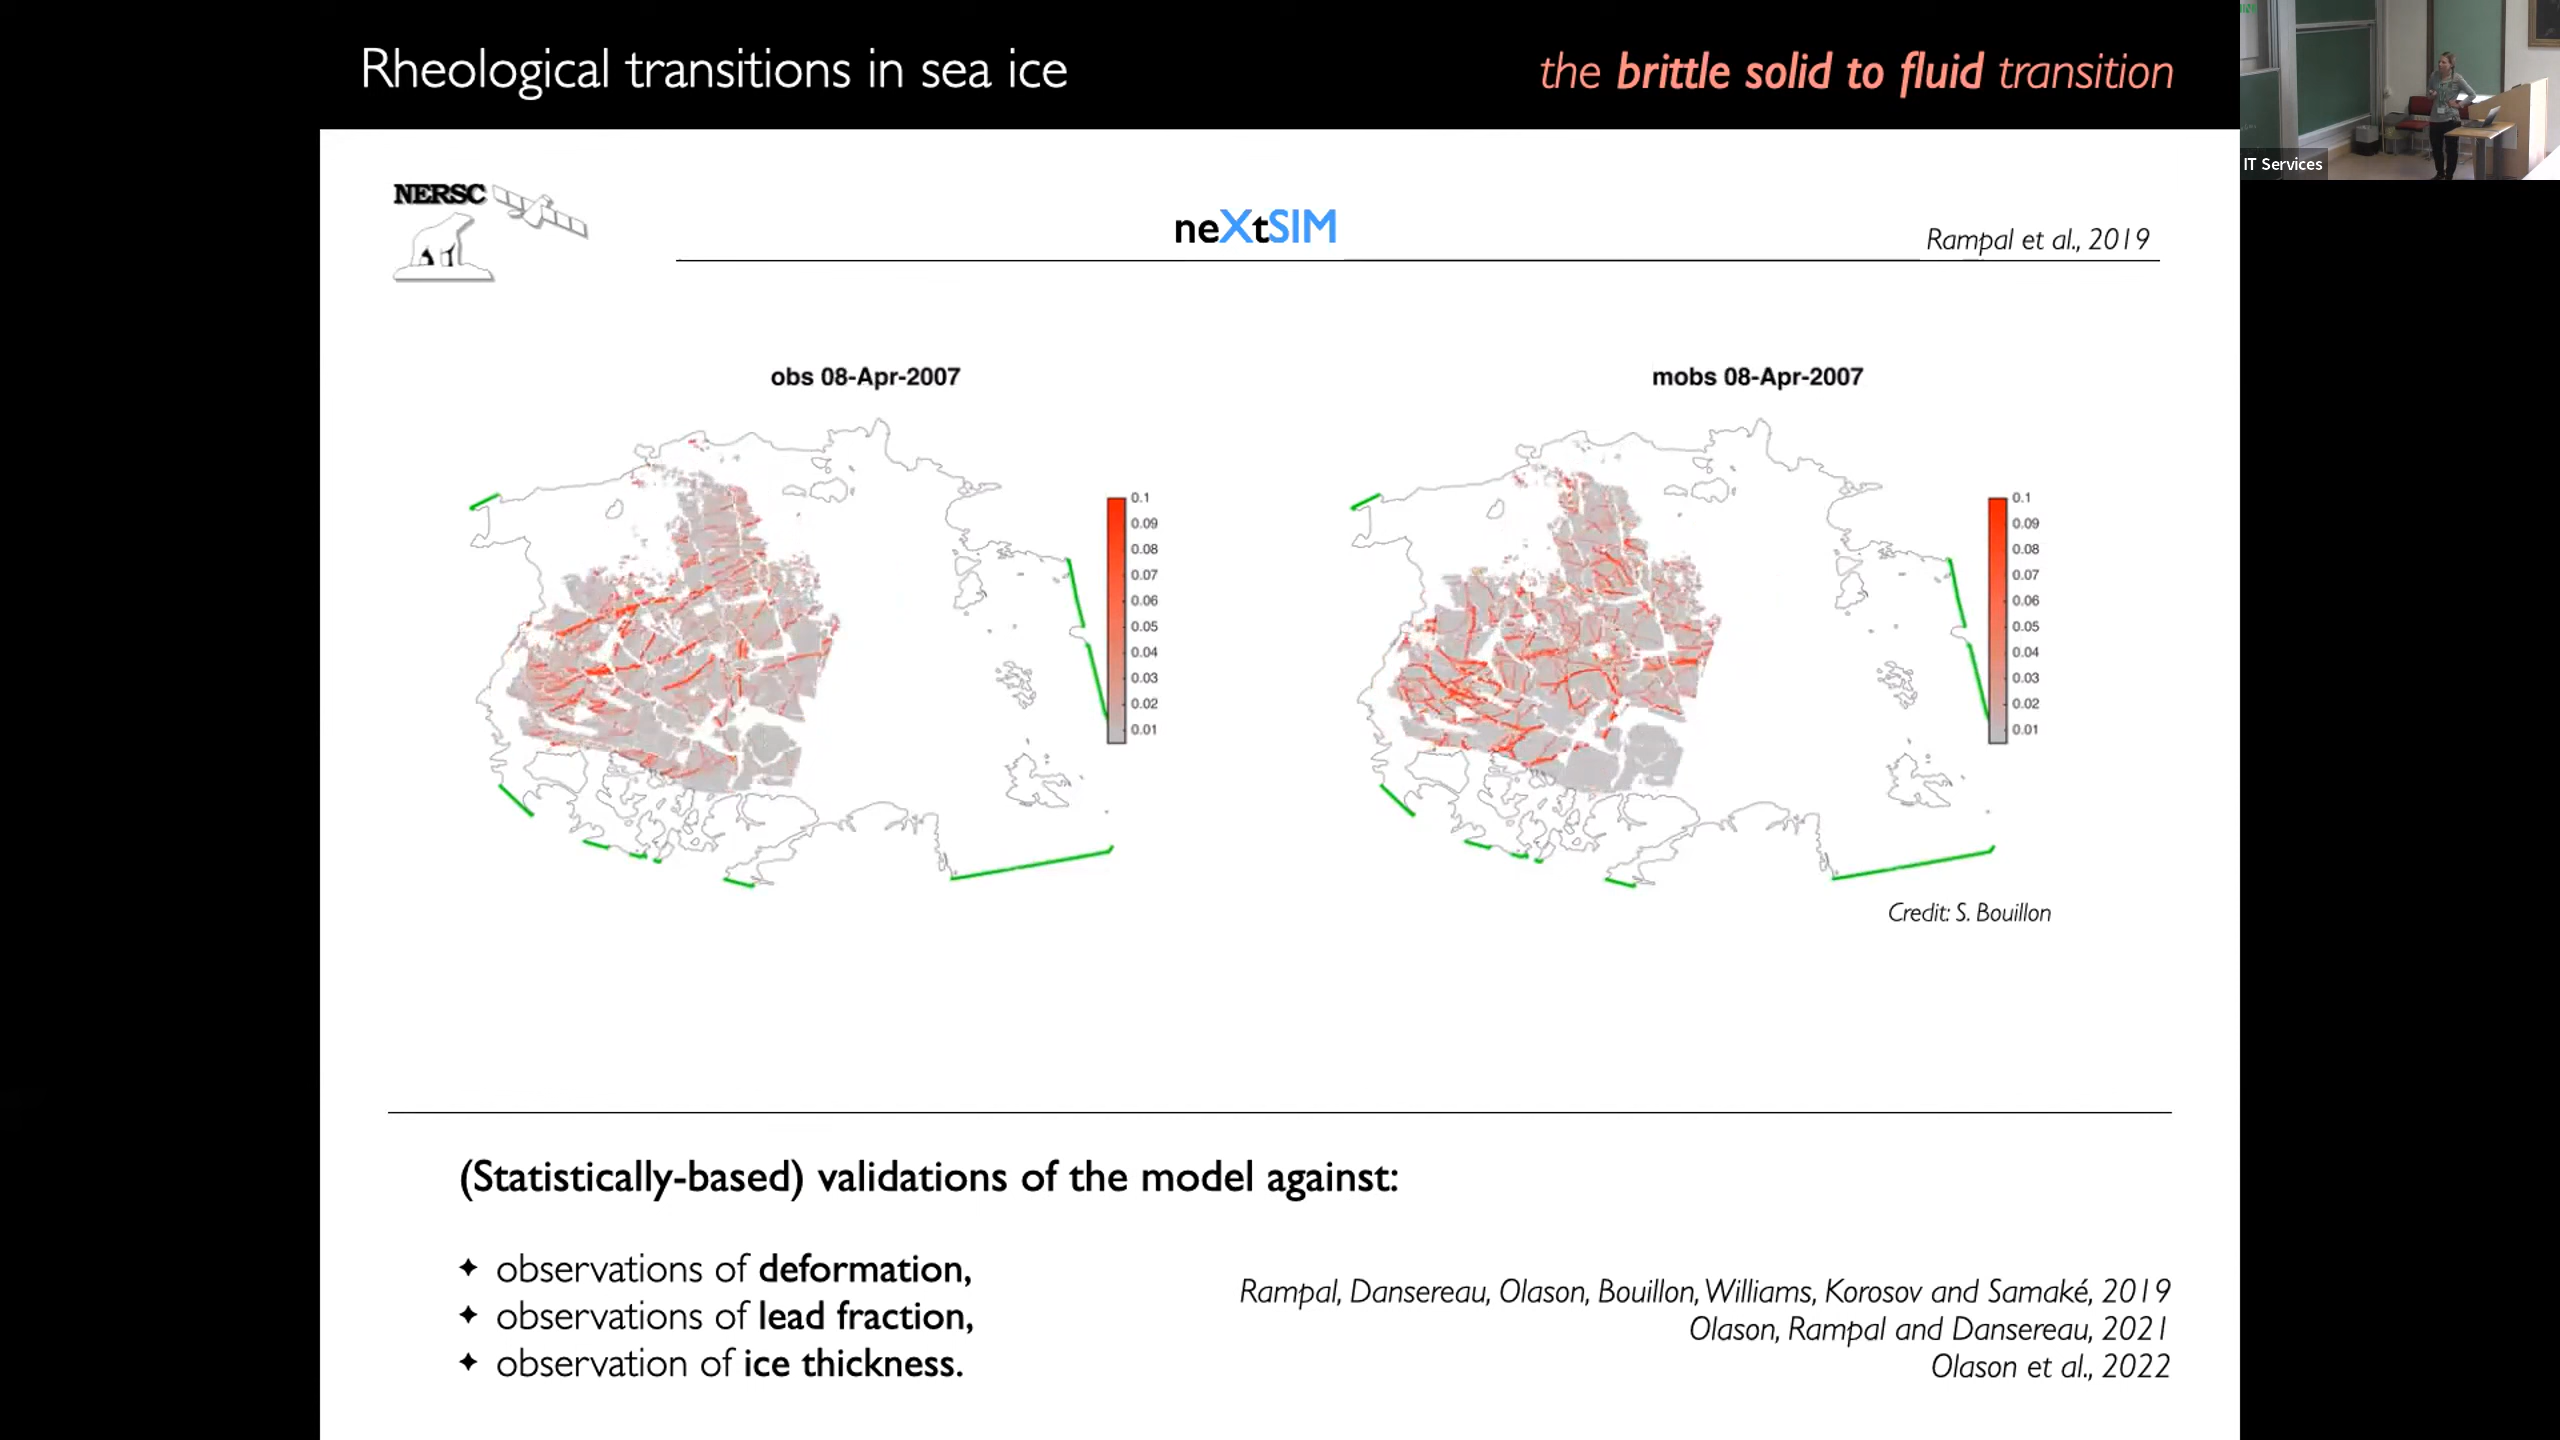 Rheological transitions in sea ice
the brittle solid to fluid transition
IT Services
NERSC
neXtSIM
Rampal et al., 2019
obs 08-Apr-2007
mobs 08-Apr-2007
0.1
0.09
0.08
0.07
0.06
0.05
0.04
0.03
0.02
0.01
0.1
0.09
0.08
0.07
0.06
0.05
0.04
0.03
0.02
0.01
Credit: S. Bouillon
(Statistically-based) validations of the model against:
✦ observations of deformation,
✦ observations of lead fraction,
✦ observation of ice thickness.
Rampal, Dansereau, Olason, Bouillon, Williams, Korosov and Samaké, 2019
Olason, Rampal and Dansereau, 2021
Olason et al., 2022